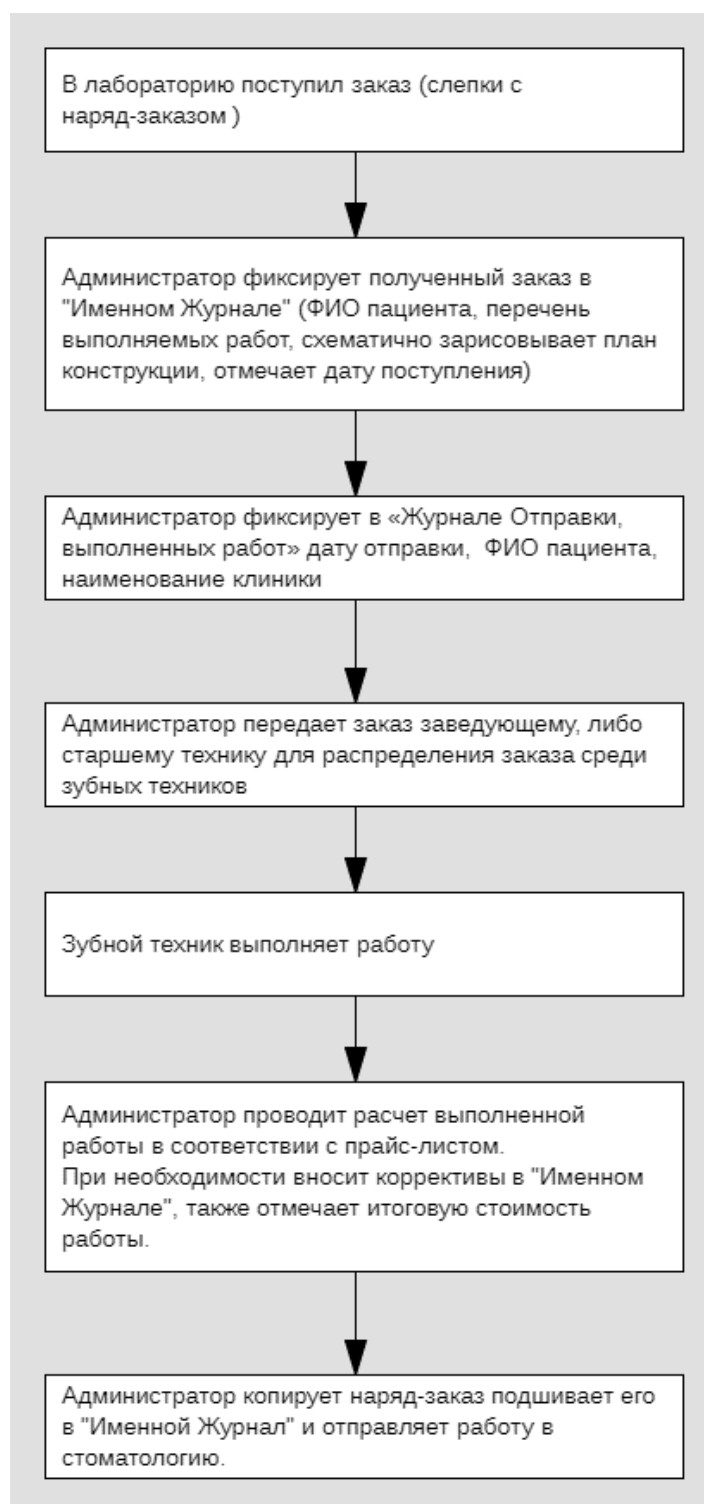 В лабораторию поступил заказ (слепки с
наряд-заказом )
Администратор фиксирует полученный заказ в
"Именном Журнале" (ФИО пациента, перечень
выполняемых работ, схематично зарисовывает план
конструкции, отмечает дату поступления)
Администратор фиксирует в «Журнале Отправки,
выполненных работ» дату отправки,  ФИО пациента,
наименование клиники
Администратор передает заказ заведующему, либо
старшему технику для распределения заказа среди
зубных техников
Зубной техник выполняет работу
Администратор проводит расчет выполненной
работы в соответствии с прайс-листом.
При необходимости вносит коррективы в "Именном
Журнале", также отмечает итоговую стоимость
работы.
Администратор копирует наряд-заказ подшивает его
в "Именной Журнал" и отправляет работу в
стоматологию.